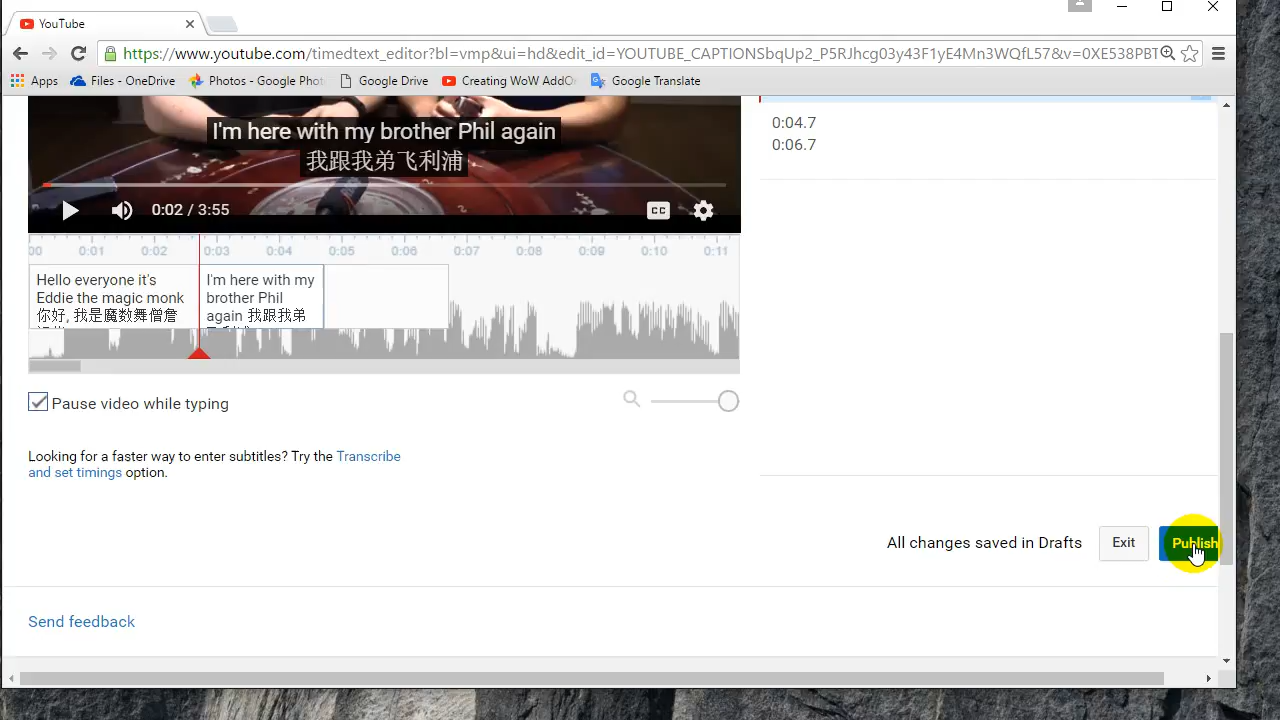 YouTube
https://www.youtube.com/timedtext_editor?bl=vmp&ui=hd&edit_id=YOUTUBE_CAPTIONSbqUp2_P5RJhcg03y43F1yE4Mn3WQfL57&v=0XE538PBT
Apps Files - OneDrive Photos - Google Phot Google Drive Creating WoW AddOn Google Translate
I'm here with my brother Phil again
我跟我弟飞利浦
0:02 / 3:55
CC
00 0:01 0:02 0:03 0:04 0:05 0:06 0:07 0:08 0:09 0:10 0:11
Hello everyone it's
Eddie the magic monk
你好, 我是魔数舞僧詹
I'm here with my
brother Phil
again 我跟我弟
0:04.7
0:06.7
Pause video while typing
Looking for a faster way to enter subtitles? Try the Transcribe
and set timings option.
All changes saved in Drafts
Exit
Publish
Send feedback